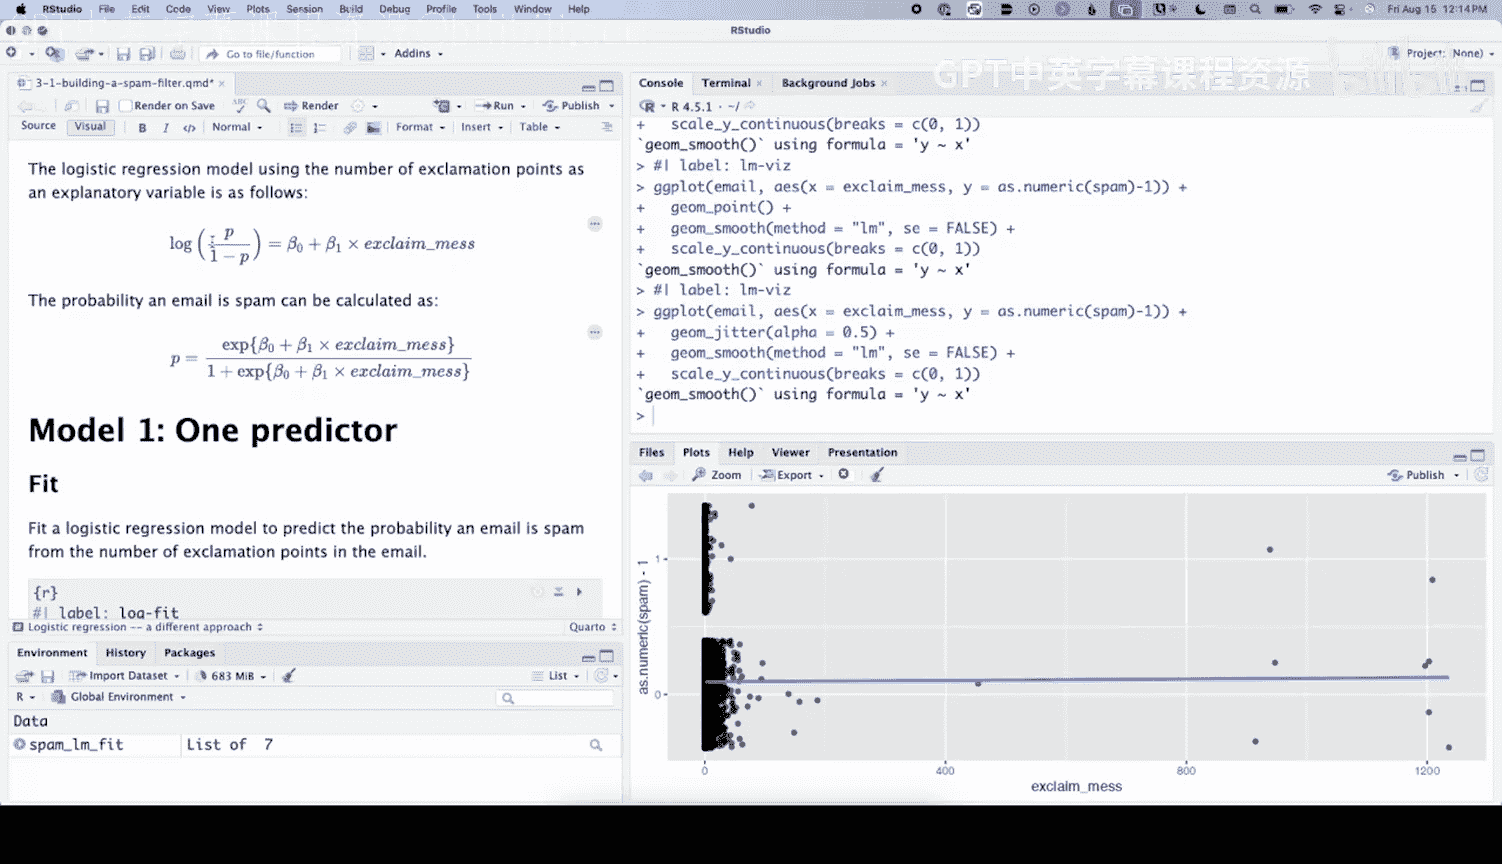 RStudio File Edit Code View Plots Session Build Debug Profile Tools Window Help Fri Aug 15 12:14 PM
RStudio
Go to file/function Addins Project: (None)
GPT中英字幕课程资源
3-1-building-a-spam-filter.qmd*
Render on Save Render Run Publish
Source Visual B I </> Normal Format Insert Table
The logistic regression model using the number of exclamation points as
an explanatory variable is as follows:
log(p/(1 − p)) = β₀ + β₁ × exclaim_mess
The probability an email is spam can be calculated as:
p = exp{β₀ + β₁ × exclaim_mess} / 1 + exp{β₀ + β₁ × exclaim_mess}
Model 1: One predictor
Fit
Fit a logistic regression model to predict the probability an email is spam
from the number of exclamation points in the email.
{r}
#| label: log-fit
Logistic regression -- a different approach Quarto
Environment History Packages
Import Dataset 683 MiB List
R Global Environment
Data
spam_lm_fit List of 7
Console Terminal Background Jobs
R 4.5.1 · ~/
+ scale_y_continuous(breaks = c(0, 1))
`geom_smooth()` using formula = 'y ~ x'
> #| label: lm-viz
> ggplot(email, aes(x = exclaim_mess, y = as.numeric(spam)-1)) +
+ geom_point() +
+ geom_smooth(method = "lm", se = FALSE) +
+ scale_y_continuous(breaks = c(0, 1))
`geom_smooth()` using formula = 'y ~ x'
> #| label: lm-viz
> ggplot(email, aes(x = exclaim_mess, y = as.numeric(spam)-1)) +
+ geom_jitter(alpha = 0.5) +
+ geom_smooth(method = "lm", se = FALSE) +
+ scale_y_continuous(breaks = c(0, 1))
`geom_smooth()` using formula = 'y ~ x'
>
Files Plots Help Viewer Presentation
Zoom Export Publish
as.numeric(spam) - 1
1
0
0 400 800 1200
exclaim_mess